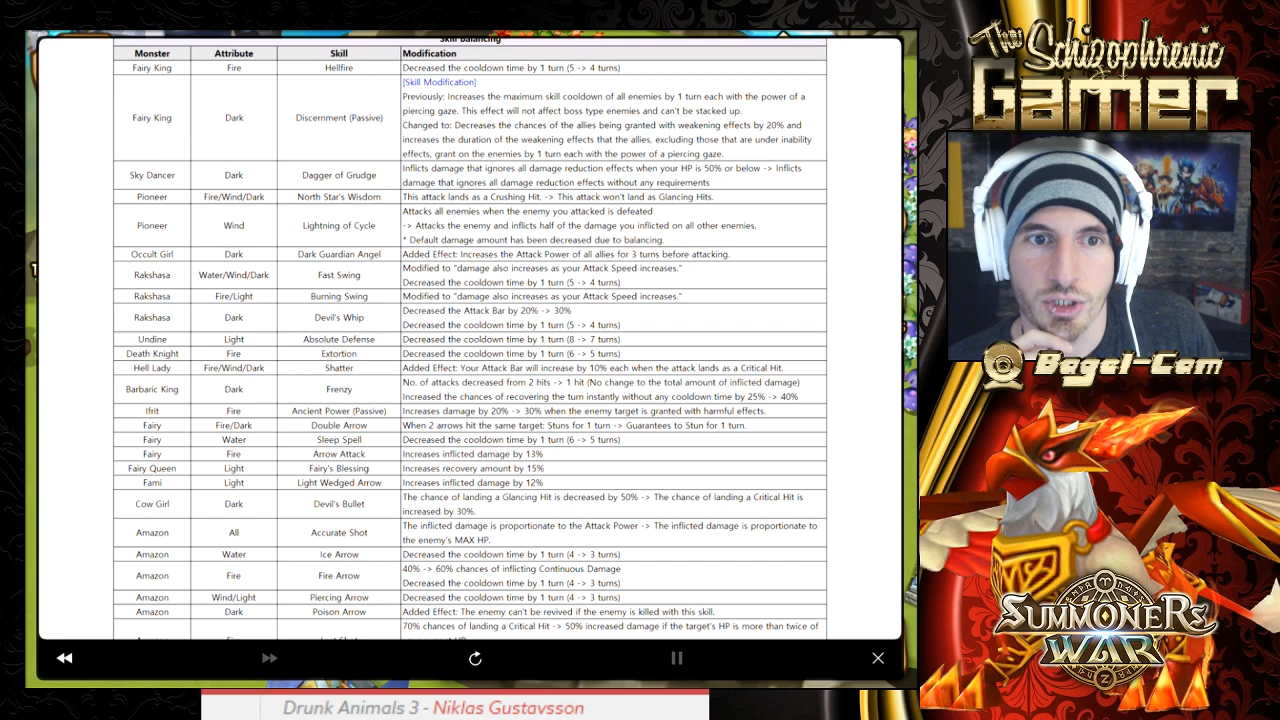 The
Schizophrenic
Gamer
Skill Balancing
Monster Attribute Skill Modification
Fairy King Fire Hellfire Decreased the cooldown time by 1 turn (5 -> 4 turns)
Fairy King Dark Discernment (Passive) [Skill Modification]
Previously: Increases the maximum skill cooldown of all enemies by 1 turn each with the power of a
piercing gaze. This effect will not affect boss type enemies and can't be stacked up.
Changed to: Decreases the chances of the allies being granted with weakening effects by 20% and
increases the duration of the weakening effects that the allies, excluding those that are under inability
effects, grant on the enemies by 1 turn each with the power of a piercing gaze.
Sky Dancer Dark Dagger of Grudge Inflicts damage that ignores all damage reduction effects when your HP is 50% or below -> Inflicts
damage that ignores all damage reduction effects without any requirements
Pioneer Fire/Wind/Dark North Star's Wisdom This attack lands as a Crushing Hit. -> This attack won't land as Glancing Hits.
Pioneer Wind Lightning of Cycle Attacks all enemies when the enemy you attacked is defeated
-> Attacks the enemy and inflicts half of the damage you inflicted on all other enemies.
* Default damage amount has been decreased due to balancing.
Occult Girl Dark Dark Guardian Angel Added Effect: Increases the Attack Power of all allies for 3 turns before attacking.
Rakshasa Water/Wind/Dark Fast Swing Modified to "damage also increases as your Attack Speed increases."
Decreased the cooldown time by 1 turn (5 -> 4 turns)
Rakshasa Fire/Light Burning Swing Modified to "damage also increases as your Attack Speed increases."
Rakshasa Dark Devil's Whip Decreased the Attack Bar by 20% -> 30%
Decreased the cooldown time by 1 turn (5 -> 4 turns)
Undine Light Absolute Defense Decreased the cooldown time by 1 turn (8 -> 7 turns)
Death Knight Fire Extortion Decreased the cooldown time by 1 turn (6 -> 5 turns)
Hell Lady Fire/Wind/Dark Shatter Added Effect: Your Attack Bar will increase by 10% each when the attack lands as a Critical Hit.
Barbaric King Dark Frenzy No. of attacks decreased from 2 hits -> 1 hit (No change to the total amount of inflicted damage)
Increased the chances of recovering the turn instantly without any cooldown time by 25% -> 40%
Ifrit Fire Ancient Power (Passive) Increases damage by 20% -> 30% when the enemy target is granted with harmful effects.
Fairy Fire/Dark Double Arrow When 2 arrows hit the same target: Stuns for 1 turn -> Guarantees to Stun for 1 turn.
Fairy Water Sleep Spell Decreased the cooldown time by 1 turn (6 -> 5 turns)
Fairy Fire Arrow Attack Increases inflicted damage by 13%
Fairy Queen Light Fairy's Blessing Increases recovery amount by 15%
Fami Light Light Wedged Arrow Increases inflicted damage by 12%
Cow Girl Dark Devil's Bullet The chance of landing a Glancing Hit is decreased by 50% -> The chance of landing a Critical Hit is
increased by 30%.
Amazon All Accurate Shot The inflicted damage is proportionate to the Attack Power -> The inflicted damage is proportionate to
the enemy's MAX HP.
Amazon Water Ice Arrow Decreased the cooldown time by 1 turn (4 -> 3 turns)
Amazon Fire Fire Arrow 40% -> 60% chances of inflicting Continuous Damage
Decreased the cooldown time by 1 turn (4 -> 3 turns)
Amazon Wind/Light Piercing Arrow Decreased the cooldown time by 1 turn (4 -> 3 turns)
Amazon Dark Poison Arrow Added Effect: The enemy can't be revived if the enemy is killed with this skill.
70% chances of landing a Critical Hit -> 50% increased damage if the target's HP is more than twice of
Bagel-Cam
SUMMONERS
WAR
Drunk Animals 3 - Niklas Gustavsson